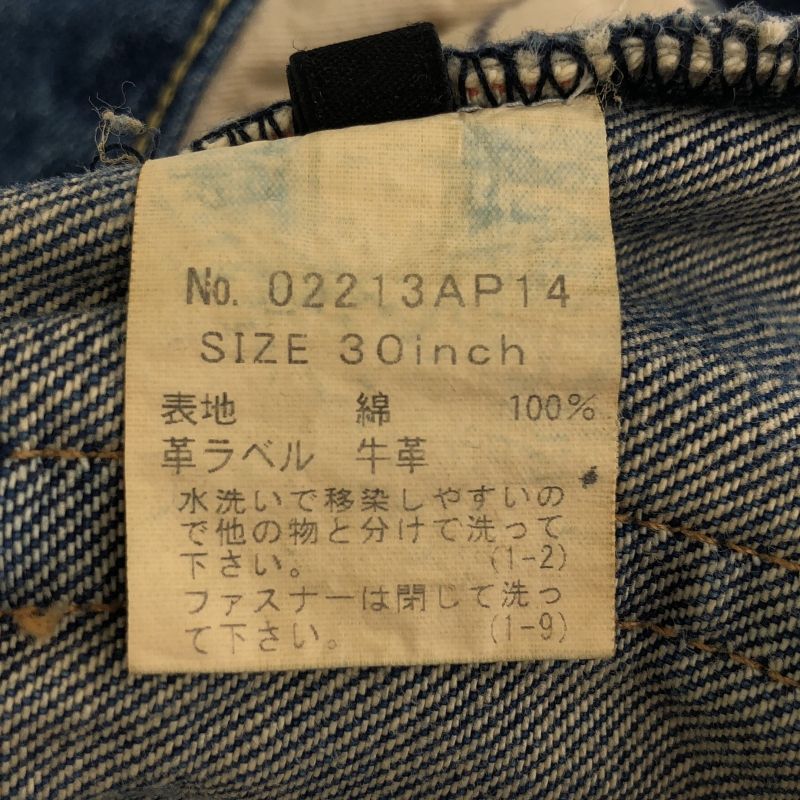 No. 02213AP14
SIZE 30inch
表地 綿 100%
革ラベル 牛革
水洗いで移染しやすいの
で他の物と分けて洗って
下さい。 (1-2)
ファスナーは閉じて洗っ
て下さい。 (1-9)